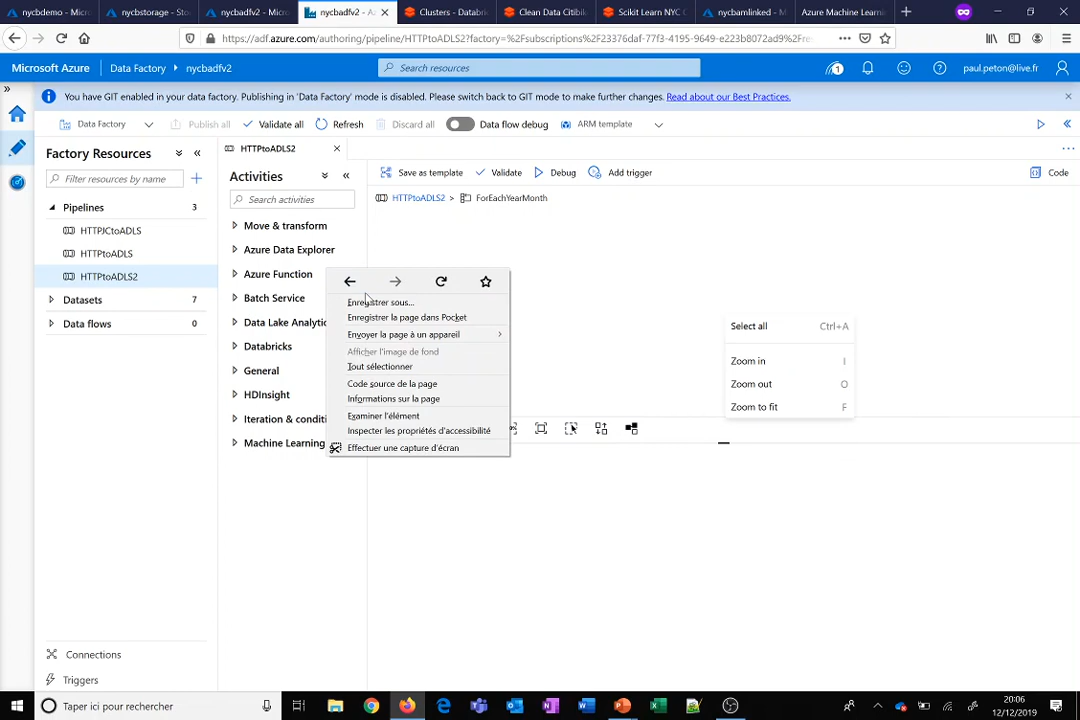 nycbdemo - Micro
nycbstorage - Sto
nycbadfv2 - Micro
nycbadfv2 - Az
Clusters - Databri
Clean Data Citibik
Scikit Learn NYC C
nycbamlinked - M
Azure Machine Learni
https://adf.azure.com/authoring/pipeline/HTTPtoADLS2?factory=%2Fsubscriptions%2F23376daf-77f3-4195-9649-e223b8072ad9%2Fre
Microsoft Azure
Data Factory
nycbadfv2
Search resources
1
paul.peton@live.fr
You have GIT enabled in your data factory. Publishing in 'Data Factory' mode is disabled. Please switch back to GIT mode to make further changes. Read about our Best Practices.
Data Factory
Publish all
Validate all
Refresh
Discard all
Data flow debug
ARM template
Factory Resources
Filter resources by name
Pipelines 3
HTTPJCtoADLS
HTTPtoADLS
HTTPtoADLS2
Datasets 7
Data flows 0
Connections
Triggers
HTTPtoADLS2
Activities
Search activities
Move & transform
Azure Data Explorer
Azure Function
Batch Service
Data Lake Analytic
Databricks
General
HDInsight
Iteration & conditi
Machine Learning
Save as template
Validate
Debug
Add trigger
Code
HTTPtoADLS2 > ForEachYearMonth
Enregistrer sous...
Enregistrer la page dans Pocket
Envoyer la page à un appareil
Afficher l'image de fond
Tout sélectionner
Code source de la page
Informations sur la page
Examiner l'élément
Inspecter les propriétés d'accessibilité
Effectuer une capture d'écran
Select all Ctrl+A
Zoom in I
Zoom out O
Zoom to fit F
Taper ici pour rechercher
20:06
12/12/2019